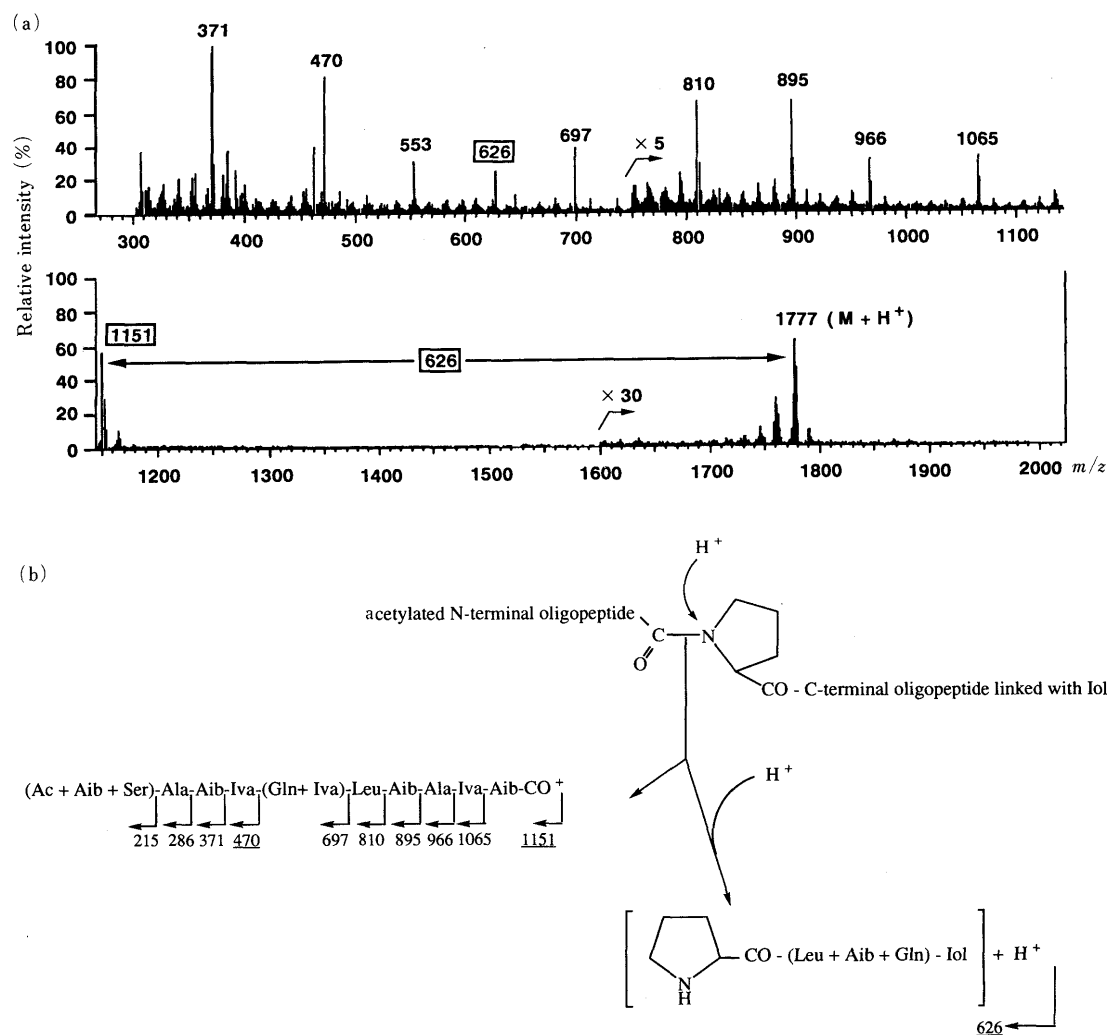 (a)
Relative intensity (%)
100
80
60
40
20
0
371
470
553
626
697
× 5
810
895
966
1065
300 400 500 600 700 800 900 1000 1100
100
80
60
40
20
0
1151
626
1777 ( M + H⁺)
× 30
1200 1300 1400 1500 1600 1700 1800 1900 2000 m/z
(b)
H⁺
acetylated N-terminal oligopeptide
C
N
O
CO - C-terminal oligopeptide linked with Iol
H⁺
(Ac + Aib + Ser)-Ala-Aib-Iva-(Gln+ Iva)-Leu-Aib-Ala-Iva-Aib-CO⁺
215 286 371 470 697 810 895 966 1065 1151
CO - (Leu + Aib + Gln) - Iol + H⁺
N
H
626